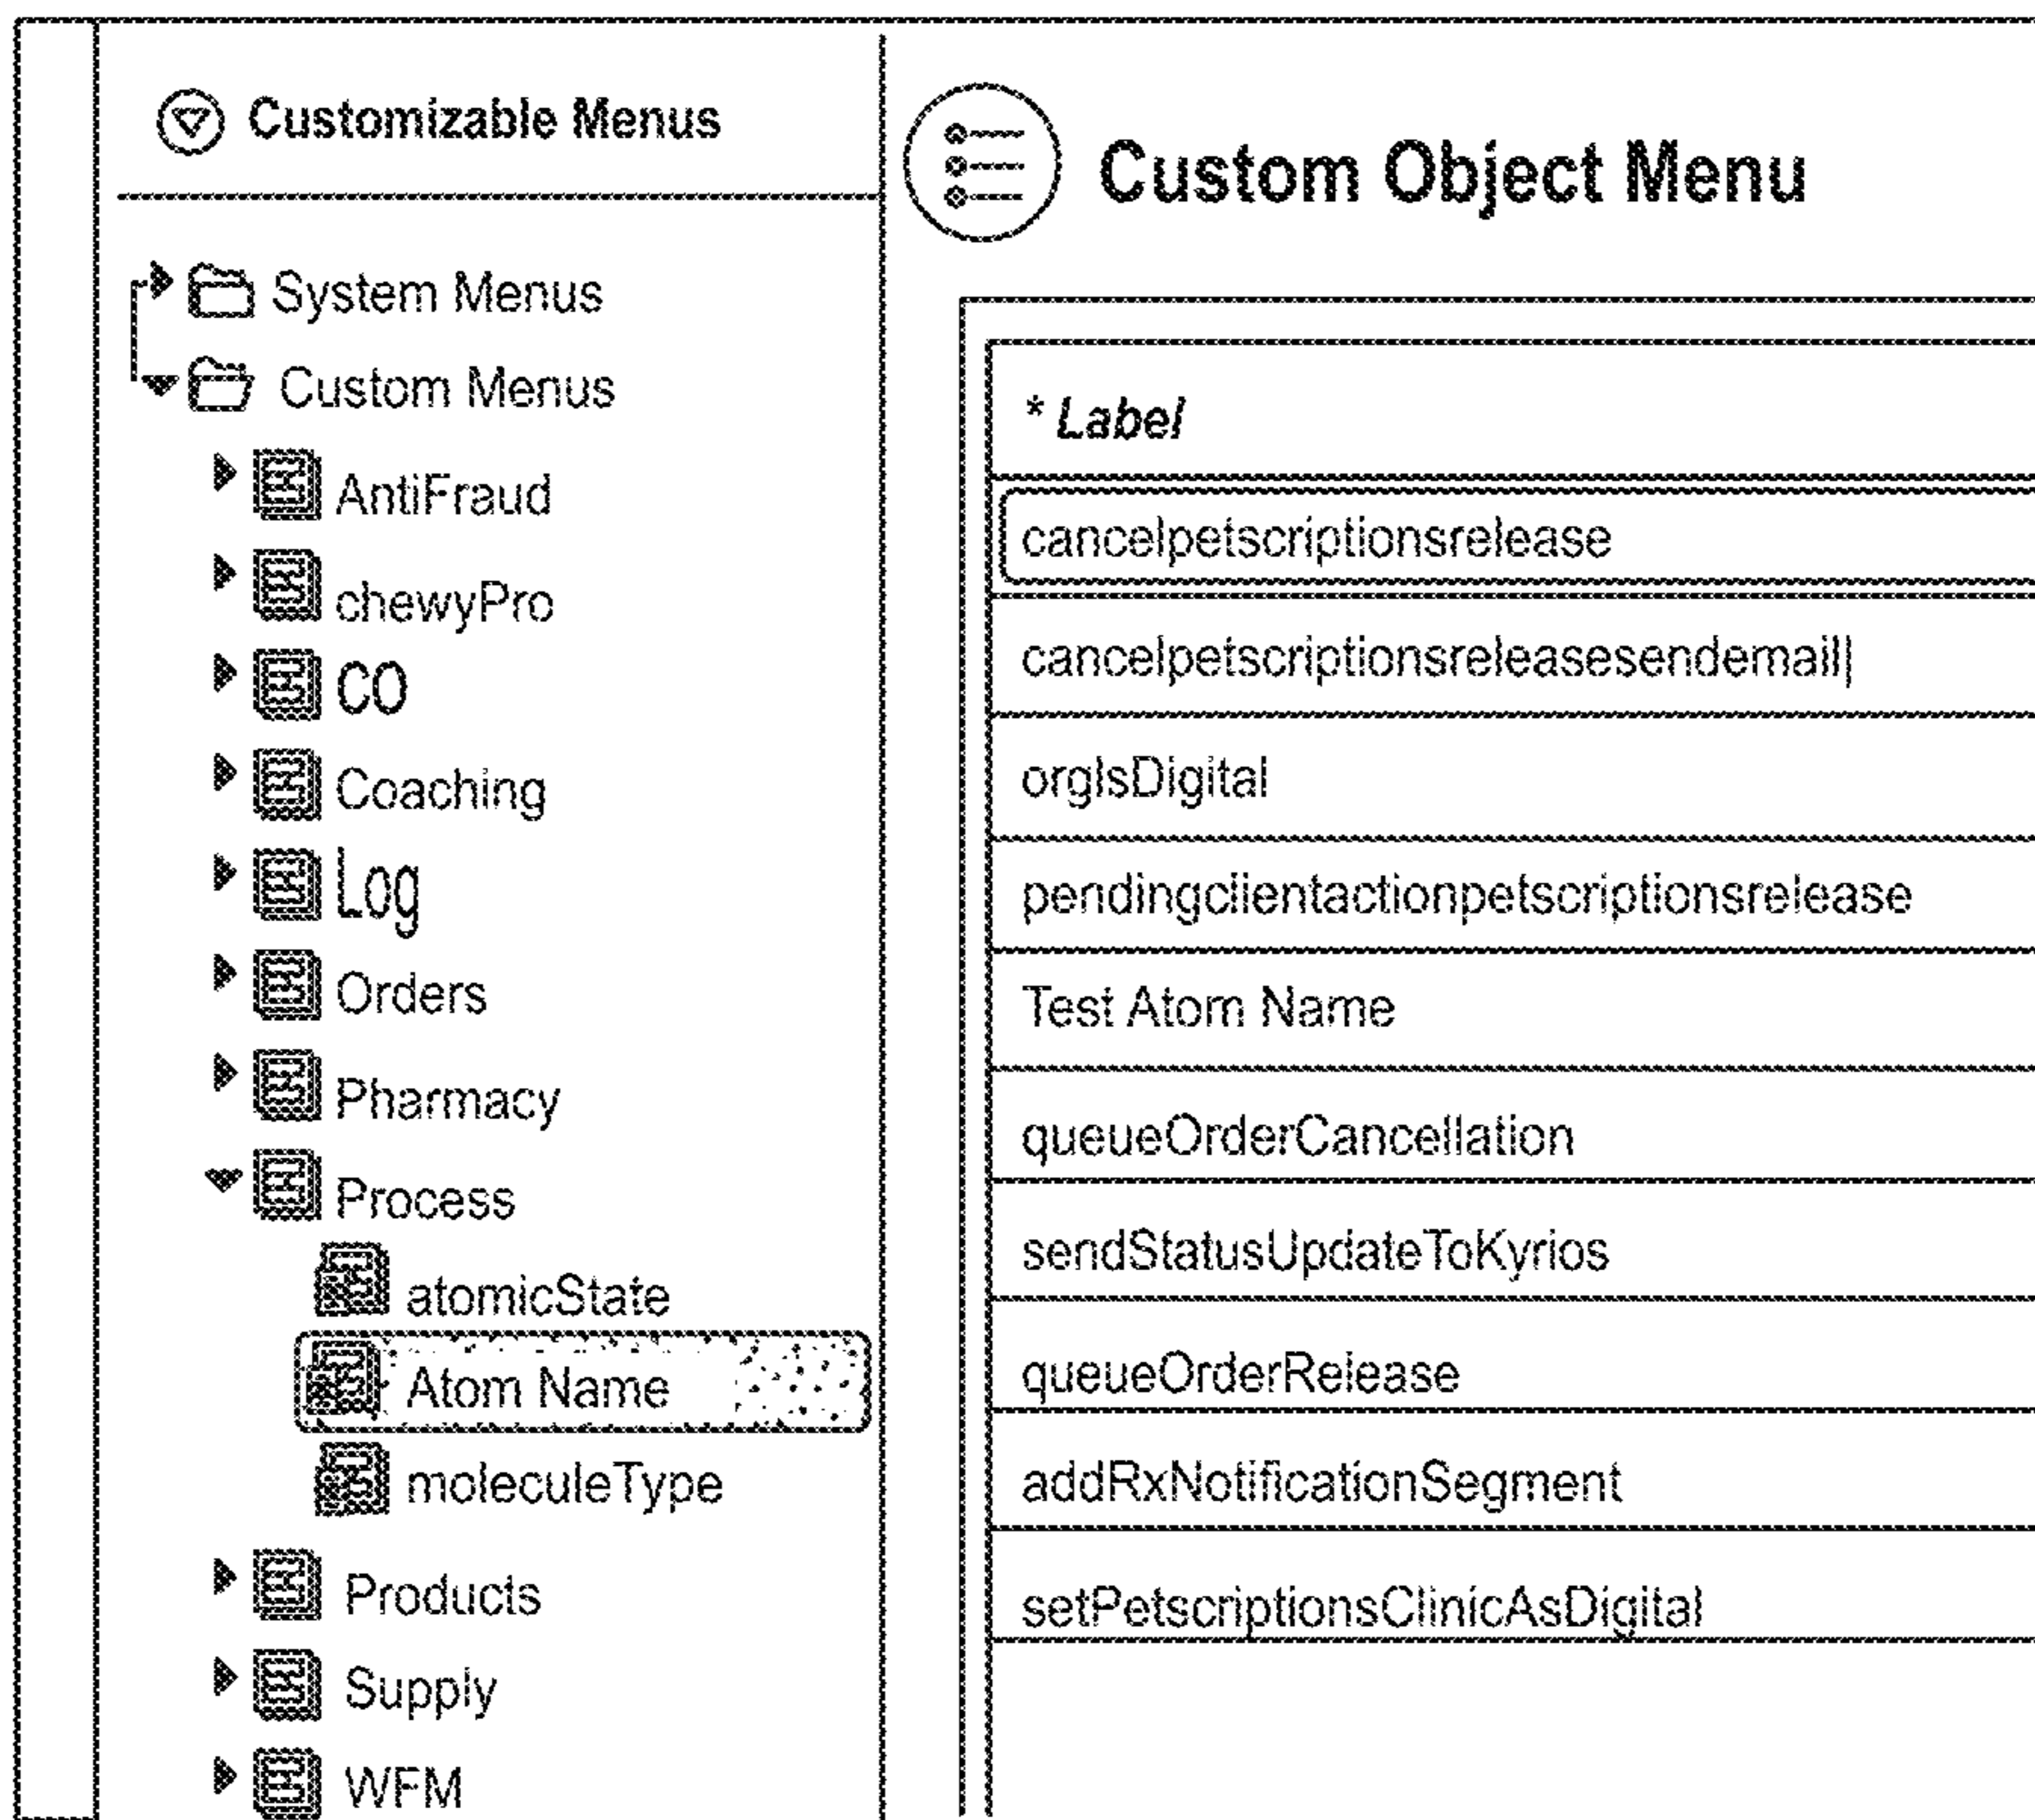 Customizable Menus
System Menus
Custom Menus
AntiFraud
chewyPro
CO
Coaching
Log
Orders
Pharmacy
Process
atomicState
Atom Name
moleculeType
Products
Supply
WFM
Custom Object Menu
* Label
cancelpetscriptionsrelease
cancelpetscriptionsreleasesendemail|
orgIsDigital
pendingclientactionpetscriptionsrelease
Test Atom Name
queueOrderCancellation
sendStatusUpdateToKyrios
queueOrderRelease
addRxNotificationSegment
setPetscriptionsClinicAsDigital